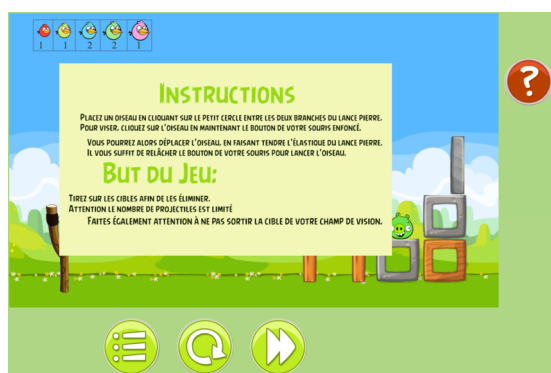 1 1 2 2 1
?
INSTRUCTIONS
PLACEZ UN OISEAU EN CLIQUANT SUR LE PETIT CERCLE ENTRE LES DEUX BRANCHES DU LANCE PIERRE.
POUR VISER, CLIQUEZ SUR L'OISEAU EN MAINTENANT LE BOUTON DE VOTRE SOURIS ENFONCÉ.
VOUS POURREZ ALORS DÉPLACER L'OISEAU, EN FAISANT TENDRE L'ÉLASTIQUE DU LANCE PIERRE.
IL VOUS SUFFIT DE RELÂCHER LE BOUTON DE VOTRE SOURIS POUR LANCER L'OISEAU.
BUT DU JEU:
TIREZ SUR LES CIBLES AFIN DE LES ÉLIMINER.
ATTENTION LE NOMBRE DE PROJECTILES EST LIMITÉ
FAITES ÉGALEMENT ATTENTION À NE PAS SORTIR LA CIBLE DE VOTRE CHAMP DE VISION.